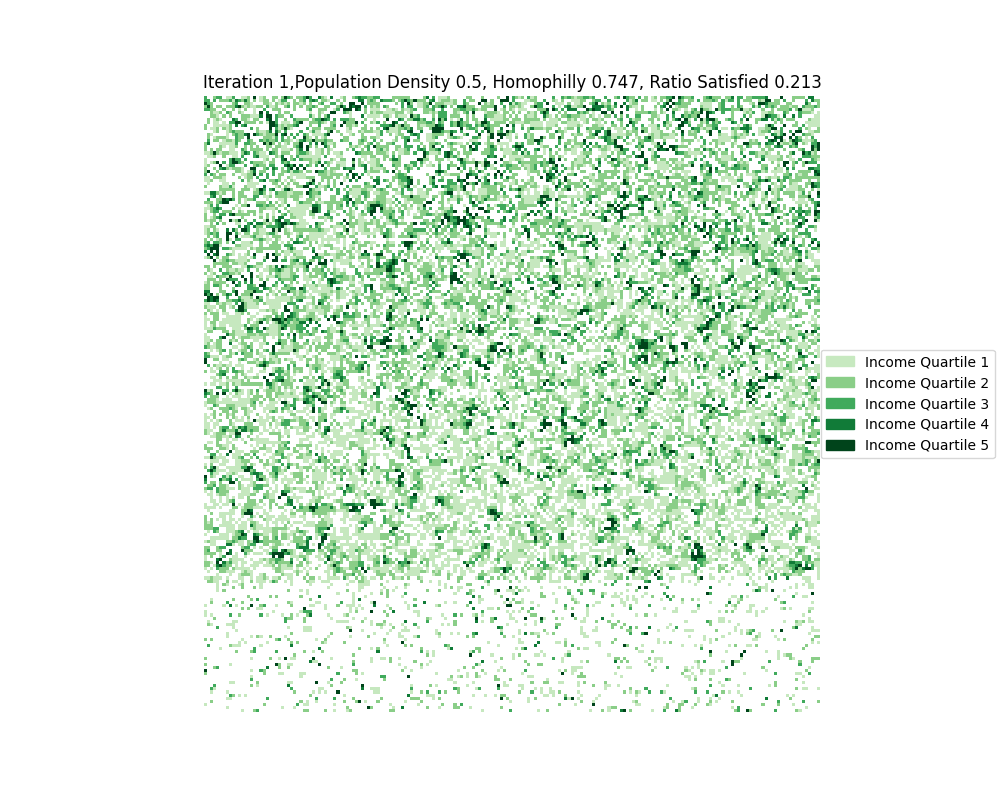 Iteration 1,Population Density 0.5, Homophilly 0.747, Ratio Satisfied 0.213
Income Quartile 1
Income Quartile 2
Income Quartile 3
Income Quartile 4
Income Quartile 5